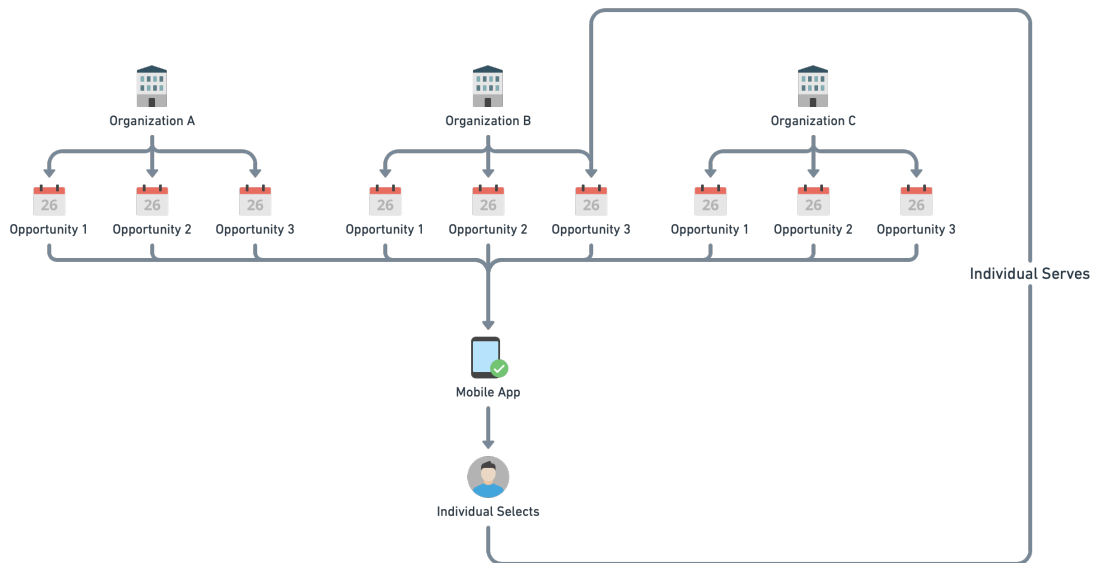 Organization A
Organization B
Organization C
26
26
26
26
26
26
26
26
26
Opportunity 1
Opportunity 2
Opportunity 3
Opportunity 1
Opportunity 2
Opportunity 3
Opportunity 1
Opportunity 2
Opportunity 3
Individual Serves
Mobile App
Individual Selects